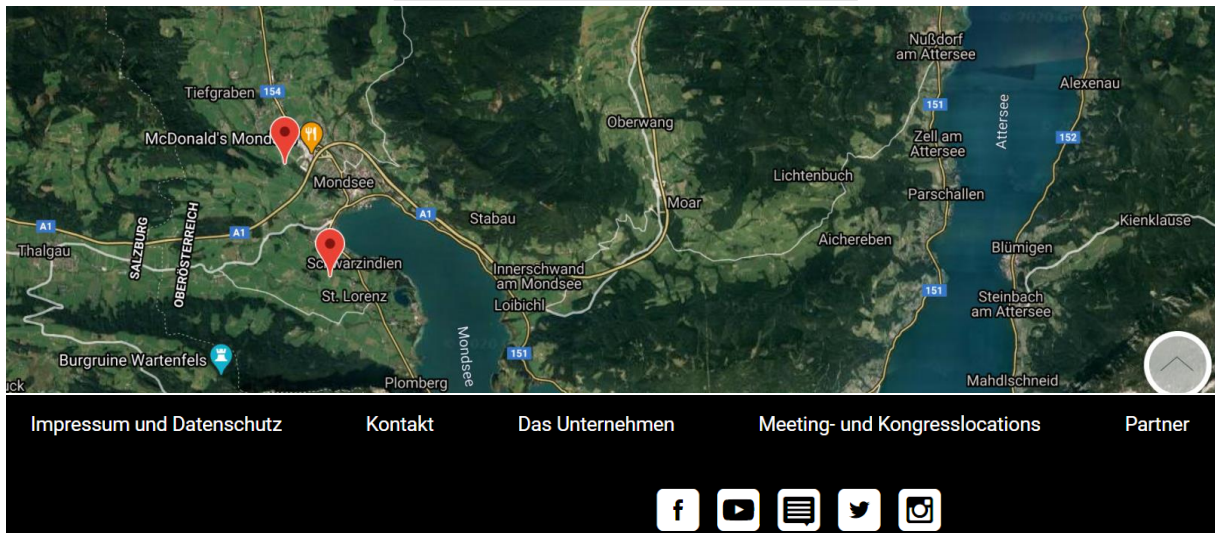 Nußdorf
am Attersee
Alexenau
Tiefgraben
154
151
Attersee
Oberwang
McDonald's Mond
Zell am
Attersee
152
Lichtenbuch
Mondsee
Parschallen
Moar
A1
Stabau
Kienklause
A1
A1
SALZBURG
OBERÖSTERREICH
Aichereben
Blümigen
Thalgau
Schwarzindien
Innerschwand
am Mondsee
St. Lorenz
Loibichl
151
Steinbach
am Attersee
Mondsee
151
Burgruine Wartenfels
Plomberg
Mahdlschneid
uck
Impressum und Datenschutz
Kontakt
Das Unternehmen
Meeting- und Kongresslocations
Partner